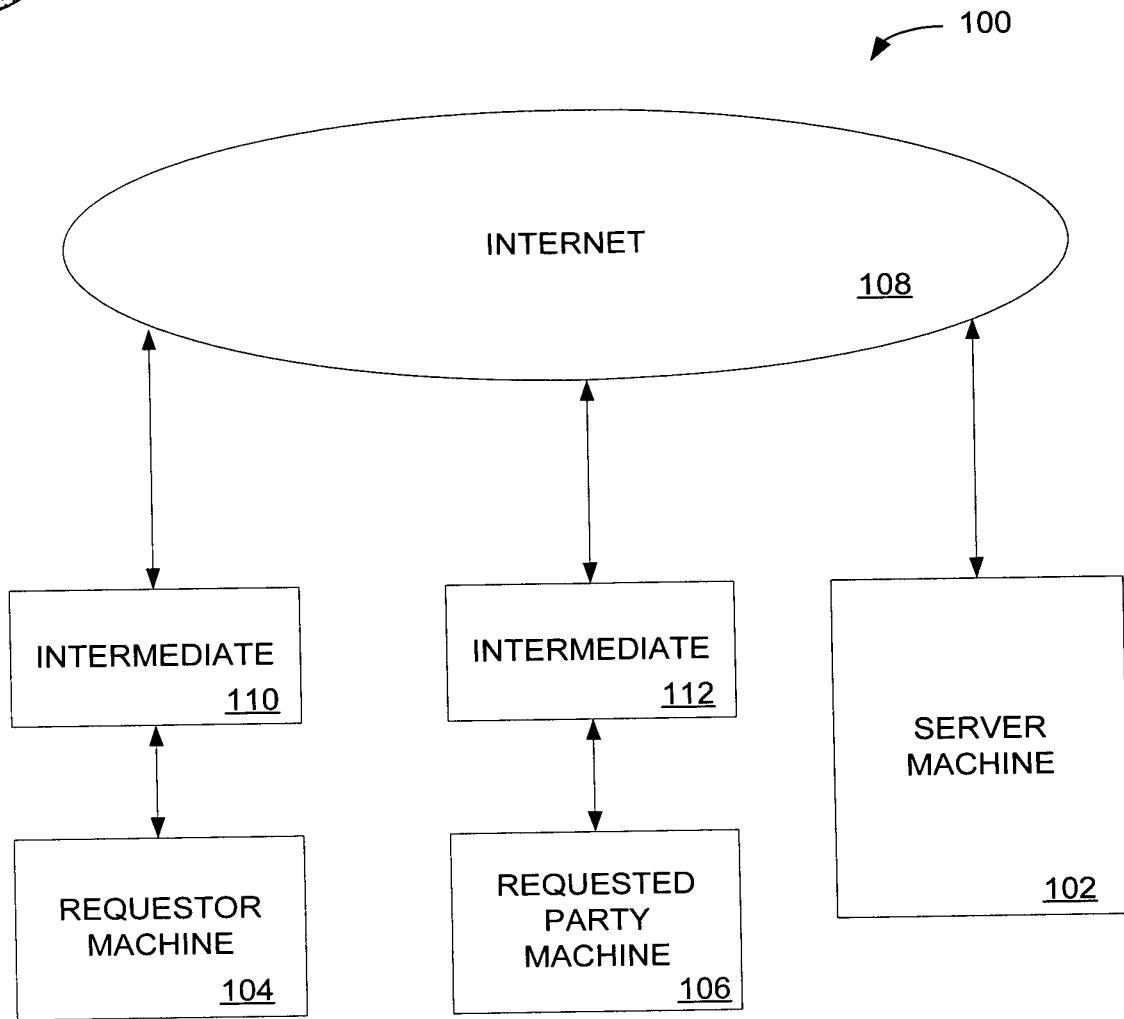 100
INTERNET
108
INTERMEDIATE
110
INTERMEDIATE
112
SERVER
MACHINE
102
REQUESTOR
MACHINE
104
REQUESTED
PARTY
MACHINE
106